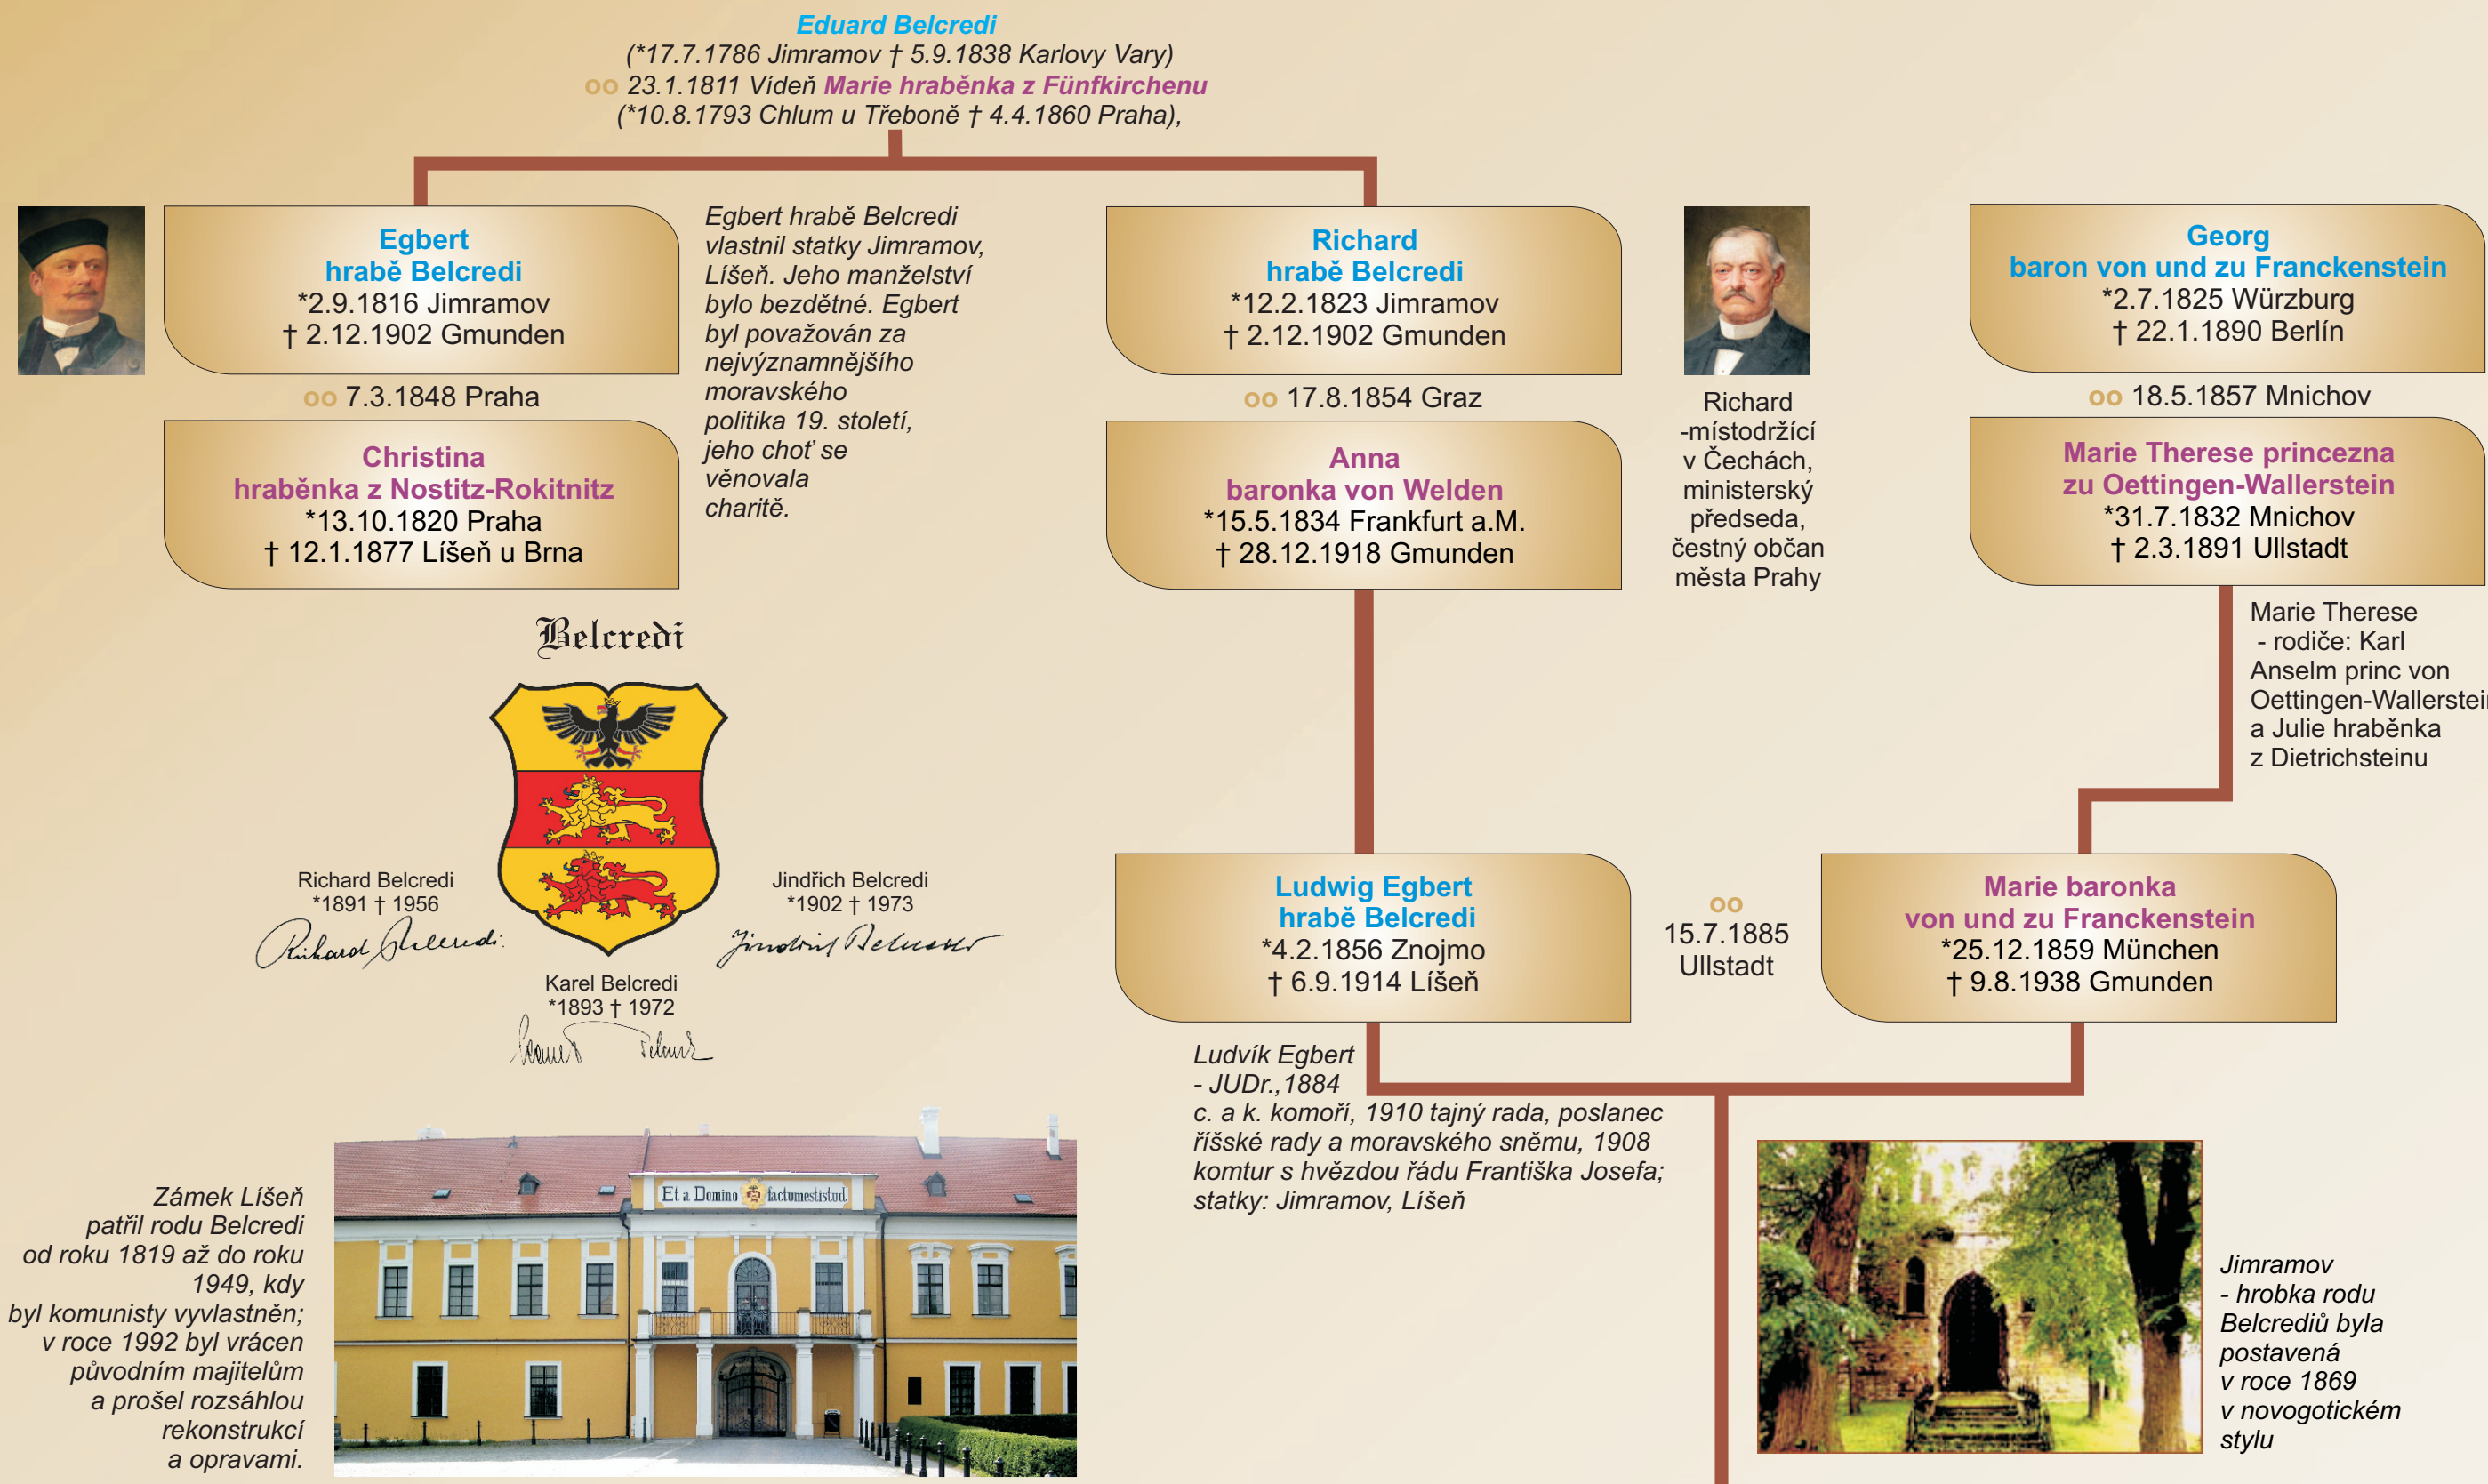 Eduard Belcredi
(*17.7.1786 Jimramov † 5.9.1838 Karlovy Vary)
oo 23.1.1811 Vídeň Marie hraběnka z Fünfkirchenu
(*10.8.1793 Chlum u Třeboně † 4.4.1860 Praha),
Egbert
hrabě Belcredi
*2.9.1816 Jimramov
† 2.12.1902 Gmunden
oo 7.3.1848 Praha
Christina
hraběnka z Nostitz-Rokitnitz
*13.10.1820 Praha
† 12.1.1877 Líšeň u Brna
Egbert hrabě Belcredi
vlastnil statky Jimramov,
Líšeň. Jeho manželství
bylo bezdětné. Egbert
byl považován za
nejvýznamnějšího
moravského
politika 19. století,
jeho choť se
věnovala
charitě.
Richard
hrabě Belcredi
*12.2.1823 Jimramov
† 2.12.1902 Gmunden
oo 17.8.1854 Graz
Anna
baronka von Welden
*15.5.1834 Frankfurt a.M.
† 28.12.1918 Gmunden
Richard
-místodržící
v Čechách,
ministerský
předseda,
čestný občan
města Prahy
Georg
baron von und zu Franckenstein
*2.7.1825 Würzburg
† 22.1.1890 Berlín
oo 18.5.1857 Mnichov
Marie Therese princezna
zu Oettingen-Wallerstein
*31.7.1832 Mnichov
† 2.3.1891 Ullstadt
Marie Therese
- rodiče: Karl
Anselm princ von
Oettingen-Wallerstein
a Julie hraběnka
z Dietrichsteinu
Belcredi
Richard Belcredi
*1891 † 1956
Richard Belcredi.
Jindřich Belcredi
*1902 † 1973
Jindřich Belcredi
Karel Belcredi
*1893 † 1972
Ludwig Egbert
hrabě Belcredi
*4.2.1856 Znojmo
† 6.9.1914 Líšeň
oo
15.7.1885
Ullstadt
Marie baronka
von und zu Franckenstein
*25.12.1859 München
† 9.8.1938 Gmunden
Ludvík Egbert
- JUDr.,1884
c. a k. komoří, 1910 tajný rada, poslanec
říšské rady a moravského sněmu, 1908
komtur s hvězdou řádu Františka Josefa;
statky: Jimramov, Líšeň
Zámek Líšeň
patřil rodu Belcredi
od roku 1819 až do roku
1949, kdy
byl komunisty vyvlastněn;
v roce 1992 byl vrácen
původním majitelům
a prošel rozsáhlou
rekonstrukcí
a opravami.
Et a Domino factumestistud
Jimramov
- hrobka rodu
Belcrediů byla
postavená
v roce 1869
v novogotickém
stylu